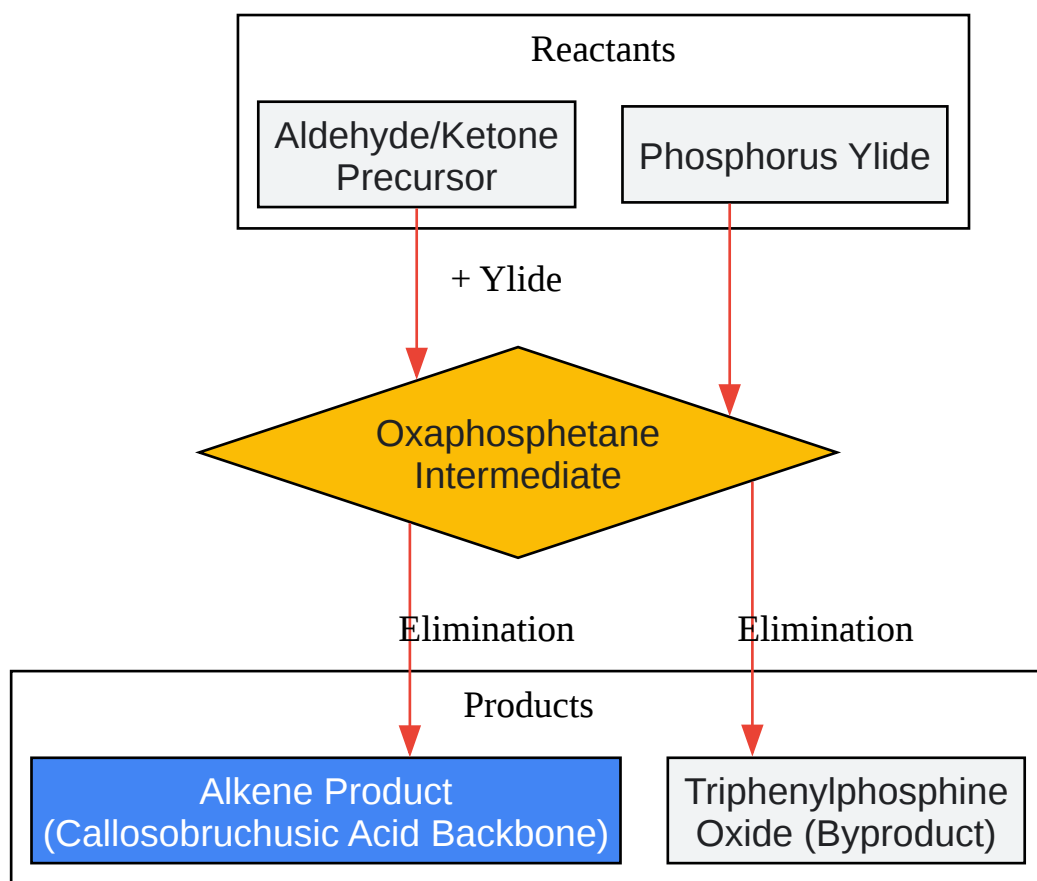 Reactants
Aldehyde/Ketone
Precursor
Phosphorus Ylide
+ Ylide
Oxaphosphetane
Intermediate
Elimination
Elimination
Products
Alkene Product
(Callosobruchusic Acid Backbone)
Triphenylphosphine
Oxide (Byproduct)